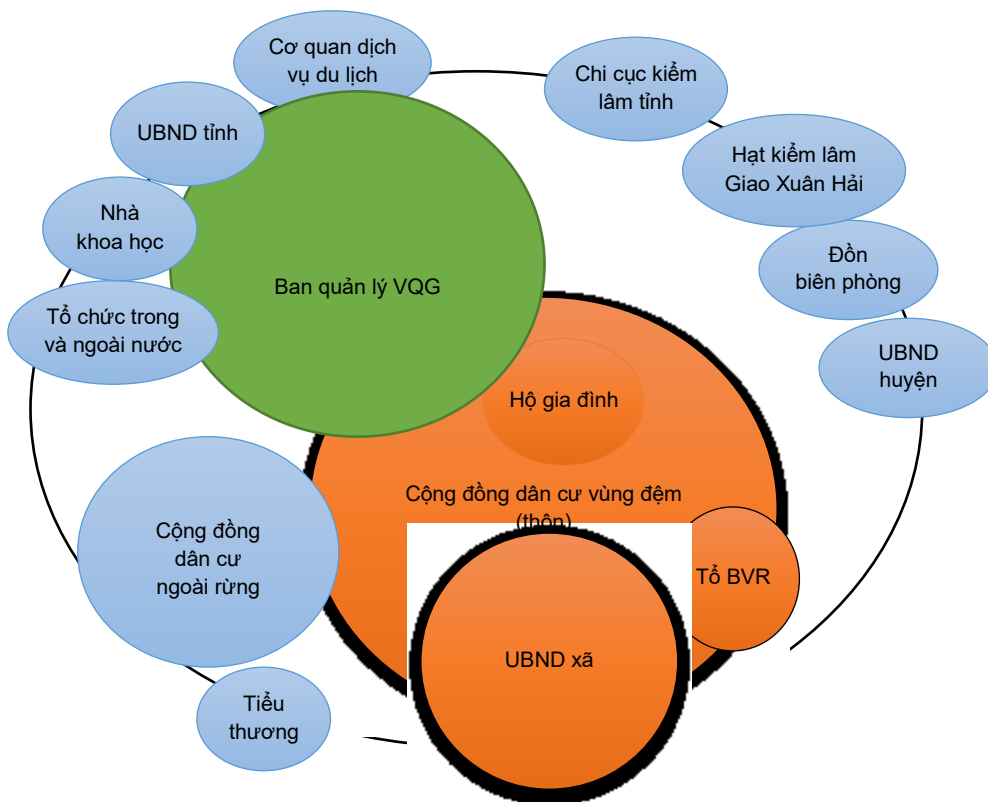 Cơ quan dịch
vụ du lịch
Chi cục kiểm
lâm tỉnh
UBND tỉnh
Hạt kiểm lâm
Giao Xuân Hải
Nhà
khoa học
Đồn
biên phòng
Ban quản lý VQG
Tổ chức trong
và ngoài nước
UBND
huyện
Hộ gia đình
Cộng đồng dân cư vùng đệm
(thôn)
Cộng đồng
dân cư
ngoài rừng
Tổ BVR
UBND xã
Tiểu
thương